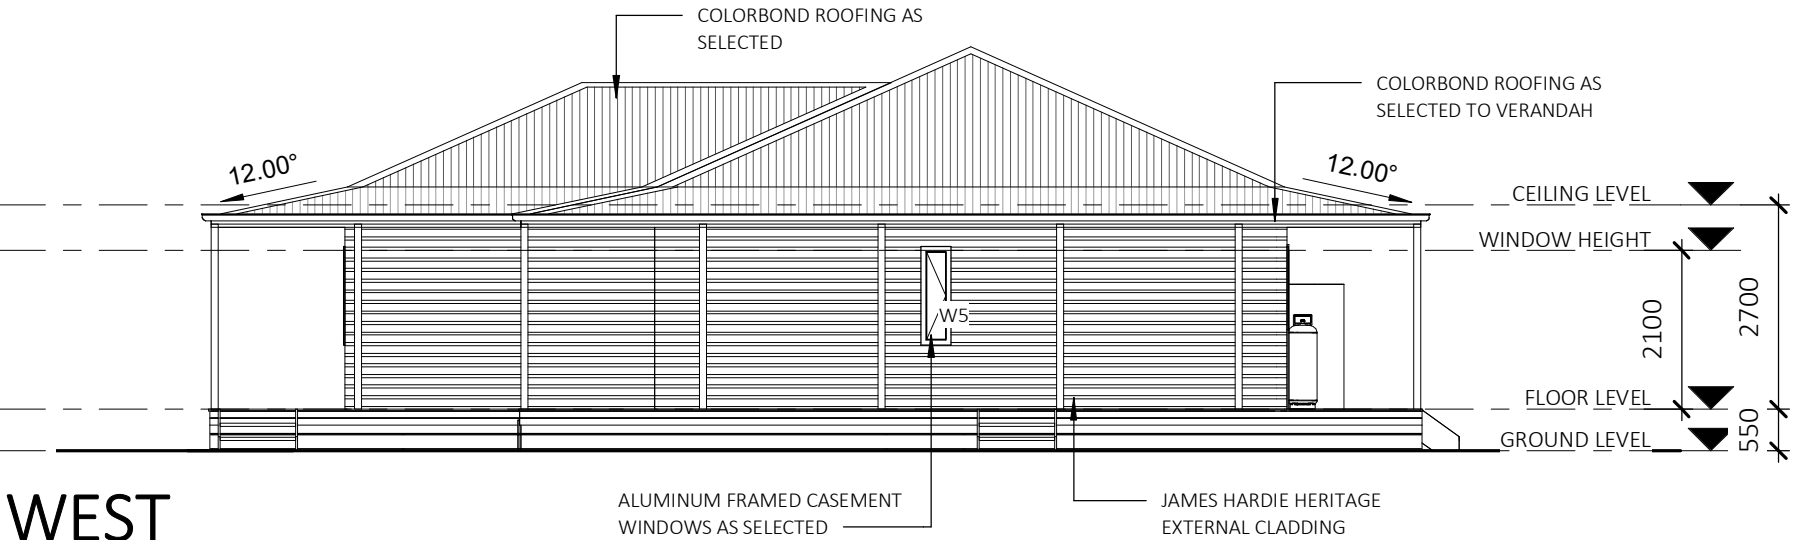 COLORBOND ROOFING AS
SELECTED
COLORBOND ROOFING AS
SELECTED TO VERANDAH
12.00°
12.00°
CEILING LEVEL
WINDOW HEIGHT
2100
2700
W5
FLOOR LEVEL
GROUND LEVEL
550
WEST
ALUMINUM FRAMED CASEMENT
WINDOWS AS SELECTED
JAMES HARDIE HERITAGE
EXTERNAL CLADDING